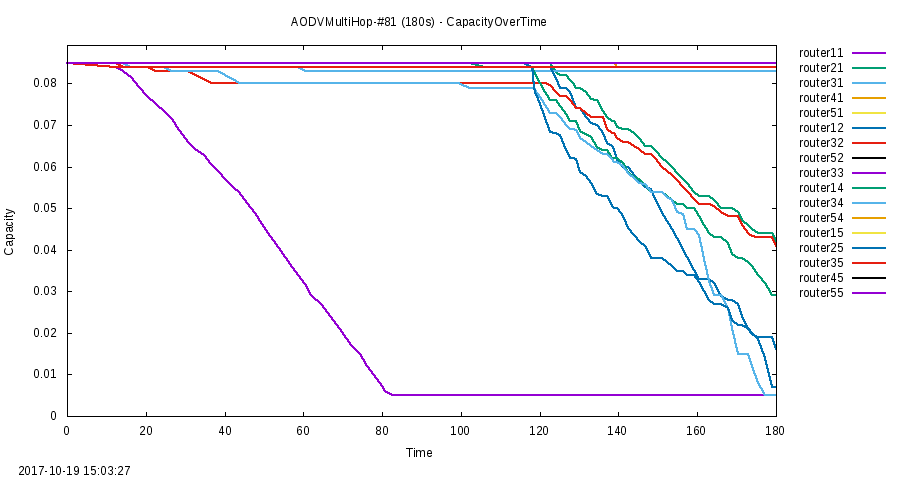 AODVMultiHop-#81 (180s) - CapacityOverTime
Capacity
0.08
0.07
0.06
0.05
0.04
0.03
0.02
0.01
0
0 20 40 60 80 100 120 140 160 180
Time
router11
router21
router31
router41
router51
router12
router32
router52
router33
router14
router34
router54
router15
router25
router35
router45
router55
2017-10-19 15:03:27